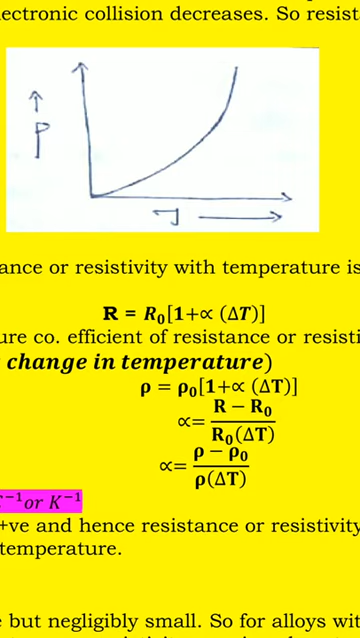 lectronic collision decreases. So resist
↑
ρ
T →
ance or resistivity with temperature is
R = R₀[1+∝ (ΔT)]
ure co. efficient of resistance or resisti
change in temperature)
ρ = ρ₀[1+∝ (ΔT)]
∝= R − R₀ / R₀(ΔT)
∝= ρ − ρ₀ / ρ(ΔT)
C⁻¹or K⁻¹
+ve and hence resistance or resistivity
temperature.
e but negligibly small. So for alloys wit